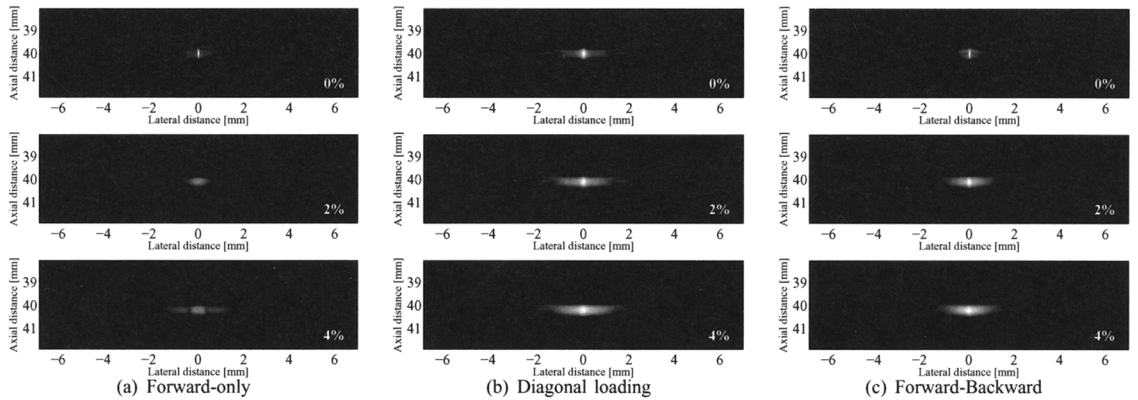 Axial distance [mm]
39
40
41
0%
−6 −4 −2 0 2 4 6
Lateral distance [mm]
Axial distance [mm]
39
40
41
2%
−6 −4 −2 0 2 4 6
Lateral distance [mm]
Axial distance [mm]
39
40
41
4%
−6 −4 −2 0 2 4 6
Lateral distance [mm]
(a) Forward-only
Axial distance [mm]
39
40
41
0%
−6 −4 −2 0 2 4 6
Lateral distance [mm]
Axial distance [mm]
39
40
41
2%
−6 −4 −2 0 2 4 6
Lateral distance [mm]
Axial distance [mm]
39
40
41
4%
−6 −4 −2 0 2 4 6
Lateral distance [mm]
(b) Diagonal loading
Axial distance [mm]
39
40
41
0%
−6 −4 −2 0 2 4 6
Lateral distance [mm]
Axial distance [mm]
39
40
41
2%
−6 −4 −2 0 2 4 6
Lateral distance [mm]
Axial distance [mm]
39
40
41
4%
−6 −4 −2 0 2 4 6
Lateral distance [mm]
(c) Forward-Backward